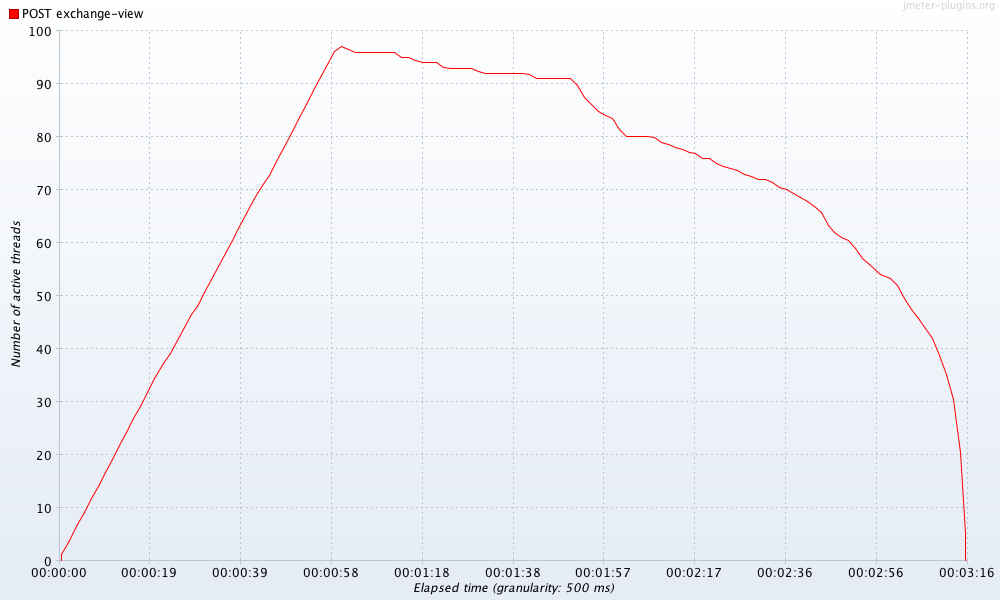 jmeter-plugins.org
POST exchange-view
100
90
80
70
60
50
40
30
20
10
0
Number of active threads
00:00:00 00:00:19 00:00:39 00:00:58 00:01:18 00:01:38 00:01:57 00:02:17 00:02:36 00:02:56 00:03:16
Elapsed time (granularity: 500 ms)